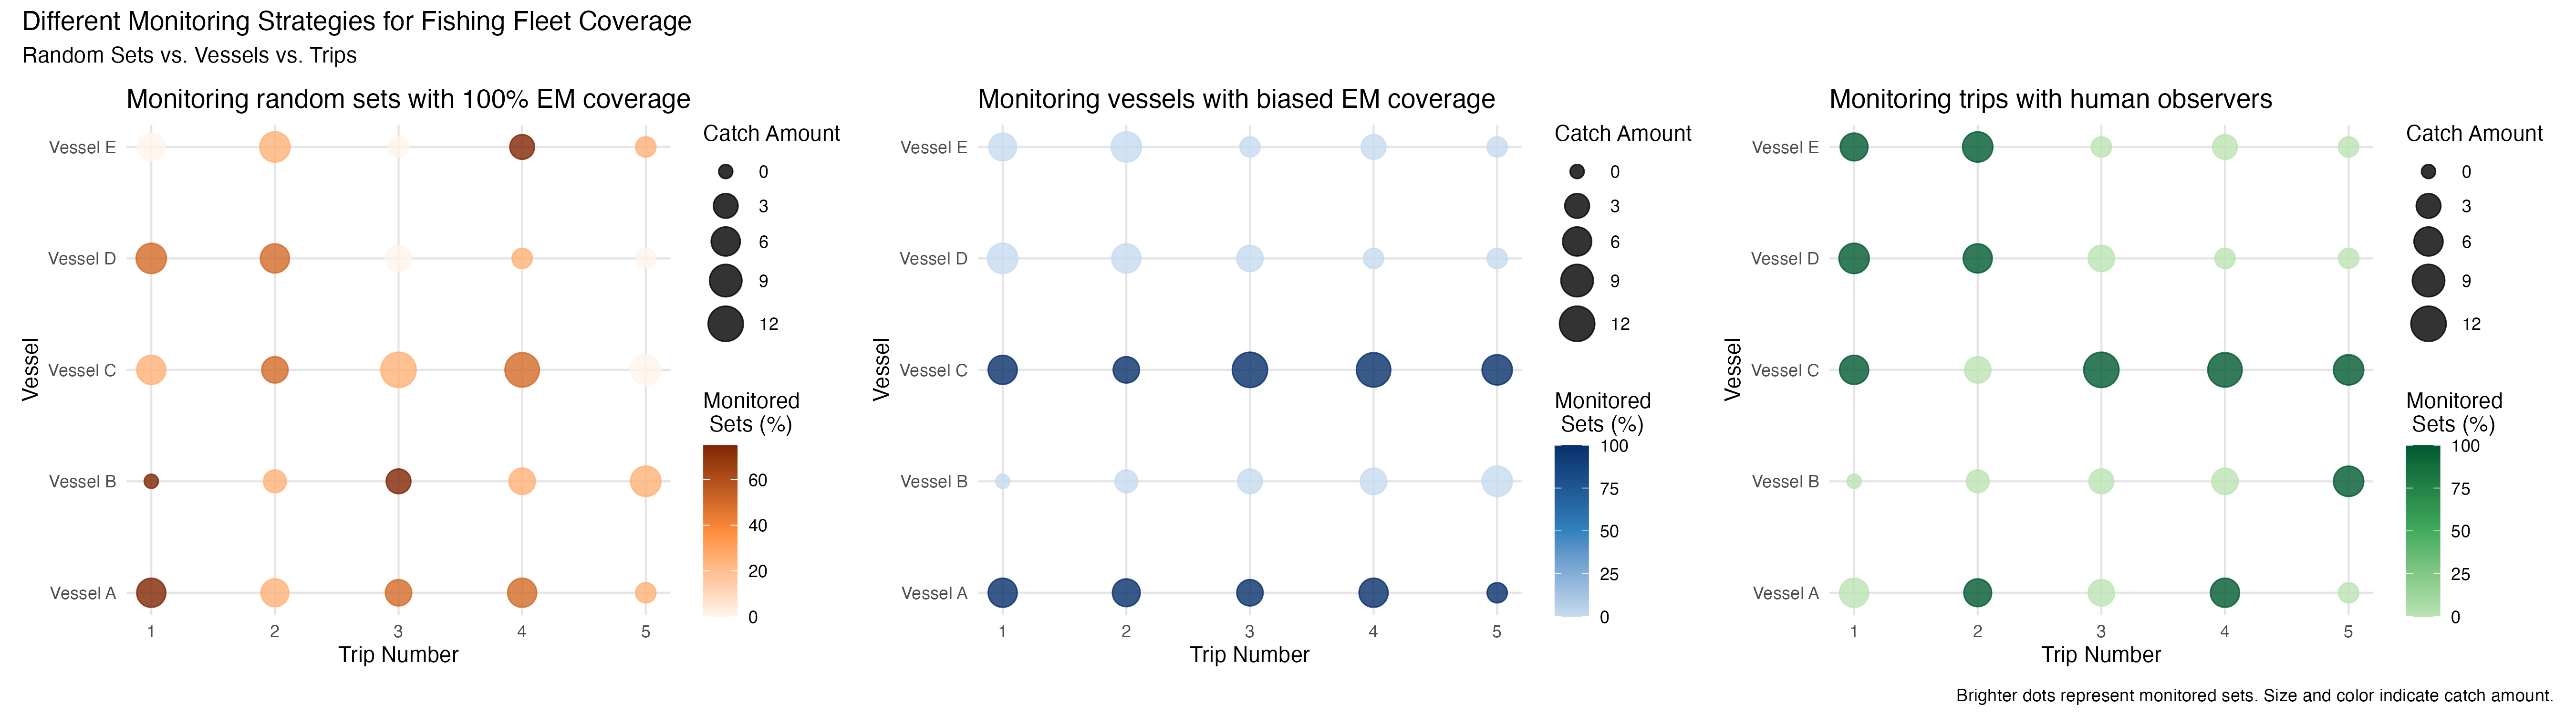 Different Monitoring Strategies for Fishing Fleet Coverage
Random Sets vs. Vessels vs. Trips
Monitoring random sets with 100% EM coverage
Vessel
Vessel E
Vessel D
Vessel C
Vessel B
Vessel A
1 2 3 4 5
Trip Number
Catch Amount
0
3
6
9
12
Monitored
Sets (%)
60
40
20
0
Monitoring vessels with biased EM coverage
Vessel
Vessel E
Vessel D
Vessel C
Vessel B
Vessel A
1 2 3 4 5
Trip Number
Catch Amount
0
3
6
9
12
Monitored
Sets (%)
100
75
50
25
0
Monitoring trips with human observers
Vessel
Vessel E
Vessel D
Vessel C
Vessel B
Vessel A
1 2 3 4 5
Trip Number
Catch Amount
0
3
6
9
12
Monitored
Sets (%)
100
75
50
25
0
Brighter dots represent monitored sets. Size and color indicate catch amount.